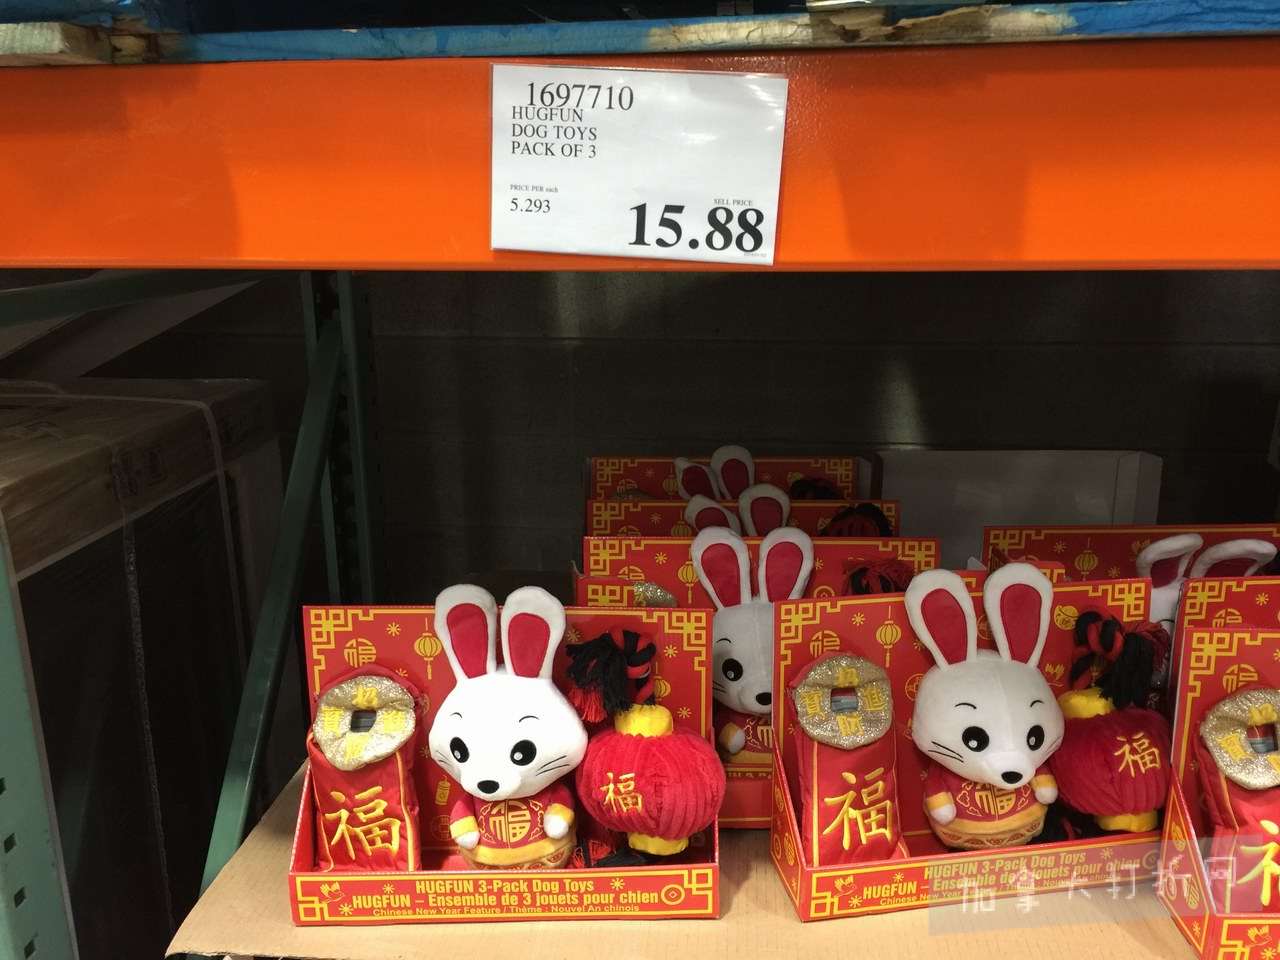 1697710
HUGFUN
DOG TOYS
PACK OF 3
PRICE PER each
5.293
SELL PRICE
15.88
福
福
福
HUGFUN 3-Pack Dog Toys
HUGFUN – Ensemble de 3 jouets pour chien
Chinese New Year Feature / Thème : Nouvel An chinois
福
福
福
HUGFUN 3-Pack Dog Toys
HUGFUN – Ensemble de 3 jouets pour chien
Chinese New Year Feature / Thème : Nouvel An chinois
加拿大打折网